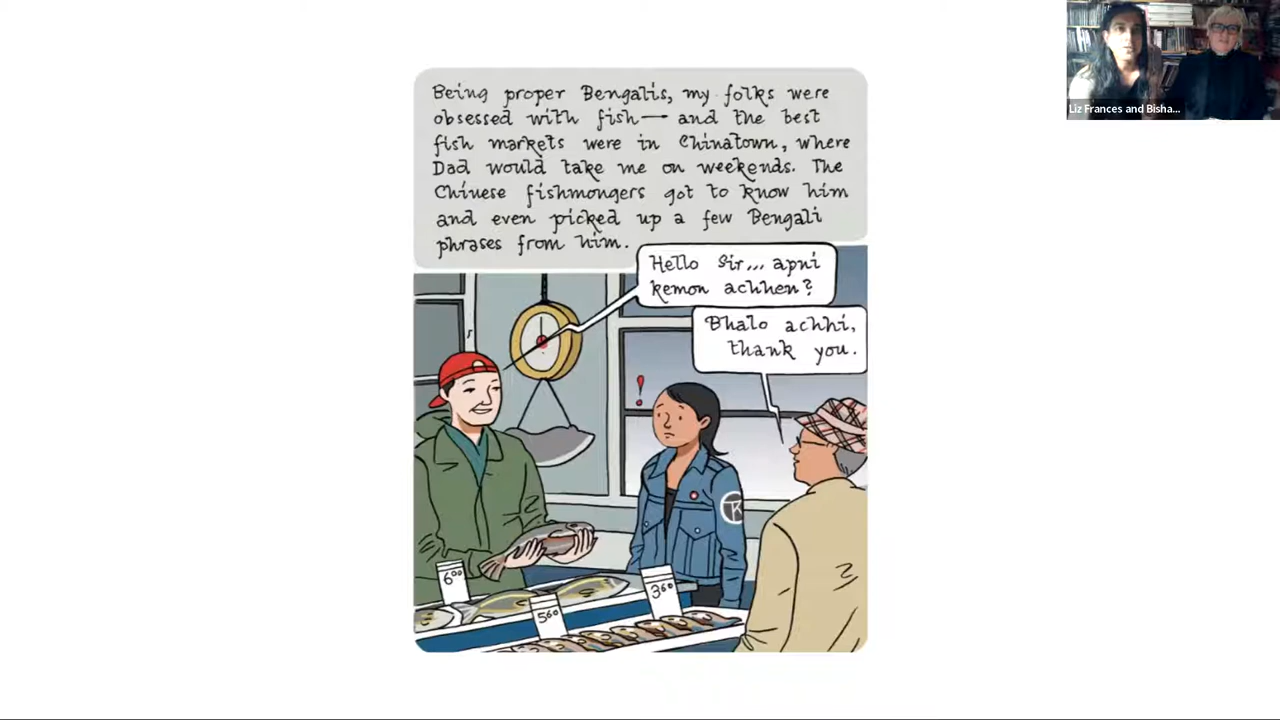 Being proper Bengalis, my folks were
obsessed with fish— and the best
fish markets were in Chinatown, where
Dad would take me on weekends. The
Chinese fishmongers got to know him
and even picked up a few Bengali
phrases from him.
Hello Sir... apni
kemon achhen?
Bhalo achhi,
thank you.
!
6⁰⁰
5⁶⁰
3⁶⁰
Liz Frances and Bisha...